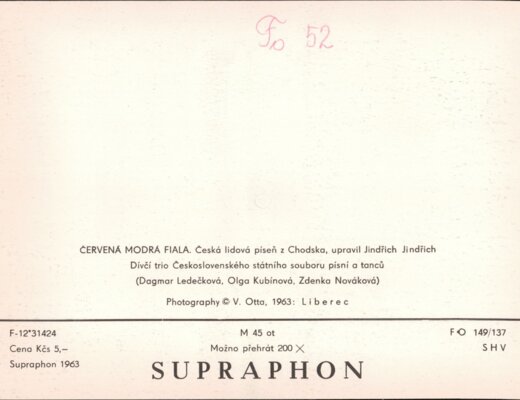 Fo 52
ČERVENÁ MODRÁ FIALA. Česká lidová píseň z Chodska, upravil Jindřich Jindřich
Dívčí trio Československého státního souboru písní a tanců
(Dagmar Ledečková, Olga Kubínová, Zdenka Nováková)
Photography © V. Otta, 1963: Liberec
F-12*31424
M 45 ot
FO 149/137
Cena Kčs 5,–
Možno přehrát 200 X
SHV
Supraphon 1963
SUPRAPHON